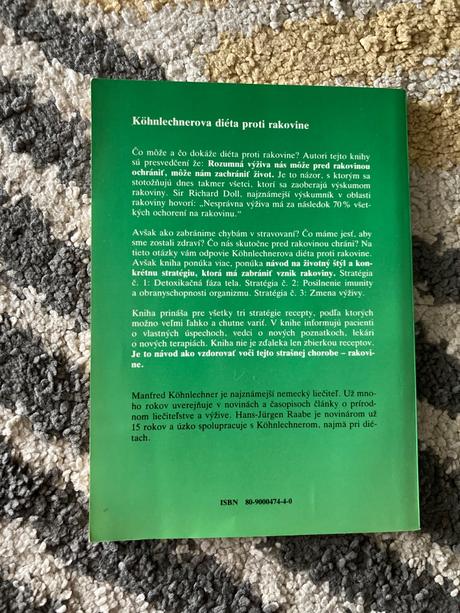 Köhnlechnerova diéta proti rakovine
Čo môže a čo dokáže diéta proti rakovine? Autori tejto knihy
sú presvedčení že: Rozumná výživa nás môže pred rakovinou
ochrániť, môže nám zachrániť život. Je to názor, s ktorým sa
stotožňujú dnes takmer všetci, ktorí sa zaoberajú výskumom
rakoviny. Sir Richard Doll, najznámejší výskumník v oblasti
rakoviny hovorí: „Nesprávna výživa má za následok 70 % všet-
kých ochorení na rakovinu."
Avšak ako zabránime chybám v stravovaní? Čo máme jesť, aby
sme zostali zdraví? Čo nás skutočne pred rakovinou chráni? Na
tieto otázky vám odpovie Köhnlechnerova diéta proti rakovine.
Avšak kniha ponúka viac, ponúka návod na životný štýl a kon-
krétnu stratégiu, ktorá má zabrániť vznik rakoviny. Stratégia
č. 1: Detoxikačná fáza tela. Stratégia č. 2: Posilnenie imunity
a obranyschopnosti organizmu. Stratégia č. 3: Zmena výživy.
Kniha prináša pre všetky tri stratégie recepty, podľa ktorých
možno veľmi ľahko a chutne variť. V knihe informujú pacienti
o vlastných úspechoch, vedci o nových poznatkoch, lekári
o nových terapiách. Kniha nie je zďaleka len zbierkou receptov.
Je to návod ako vzdorovať voči tejto strašnej chorobe – rakovi-
ne.
Manfred Köhnlechner je najznámejší nemecký liečiteľ. Už mno-
ho rokov uverejňuje v novinách a časopisoch články o prírod-
nom liečiteľstve a výžive. Hans-Jürgen Raabe je novinárom už
15 rokov a úzko spolupracuje s Köhnlechnerom, najmä pri dié-
tach.
ISBN 80-9000474-4-0